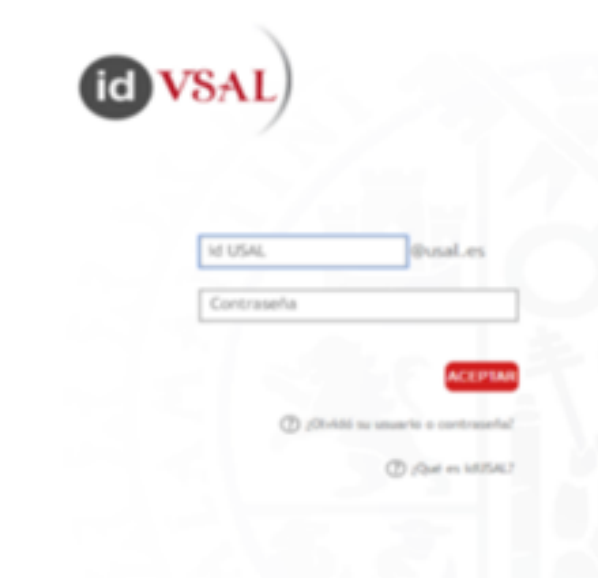 id VSAL
id USAL @usal.es
Contraseña
ACEPTAR
¿Olvidó su usuario o contraseña?
¿Qué es idUSAL?